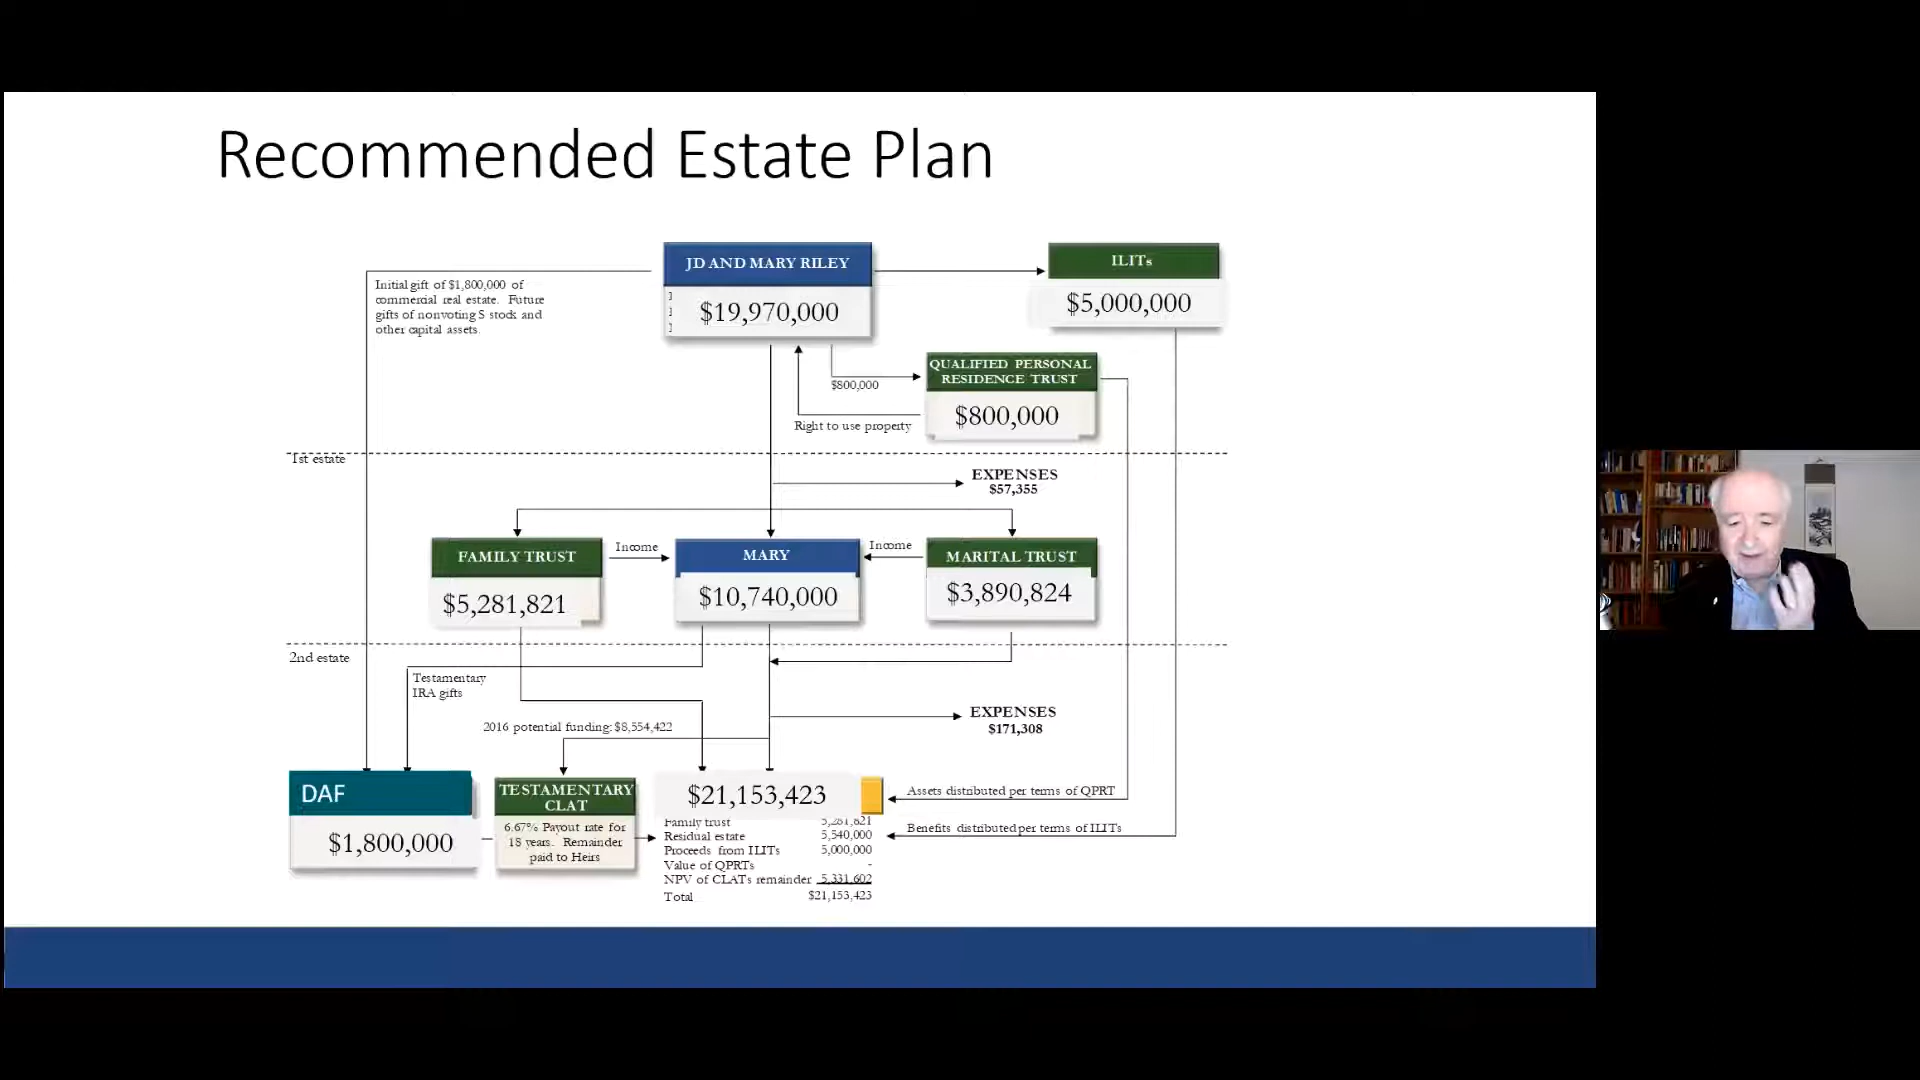 Recommended Estate Plan
JD AND MARY RILEY
$19,970,000
ILITs
$5,000,000
Initial gift of $1,800,000 of
commercial real estate. Future
gifts of nonvoting S stock and
other capital assets.
QUALIFIED PERSONAL
RESIDENCE TRUST
$800,000
$800,000
Right to use property
1st estate
EXPENSES
$57,355
FAMILY TRUST
$5,281,821
Income
MARY
$10,740,000
Income
MARITAL TRUST
$3,890,824
2nd estate
Testamentary
IRA gifts
2016 potential funding: $8,554,422
EXPENSES
$171,308
DAF
$1,800,000
TESTAMENTARY
CLAT
6.67% Payout rate for
18 years. Remainder
paid to Heirs
$21,153,423
Family trust 5,281,821
Residual estate 5,540,000
Proceeds from ILITs 5,000,000
Value of QPRTs -
NPV of CLATs remainder 5,331,602
Total $21,153,423
Assets distributed per terms of QPRT
Benefits distributed per terms of ILITs